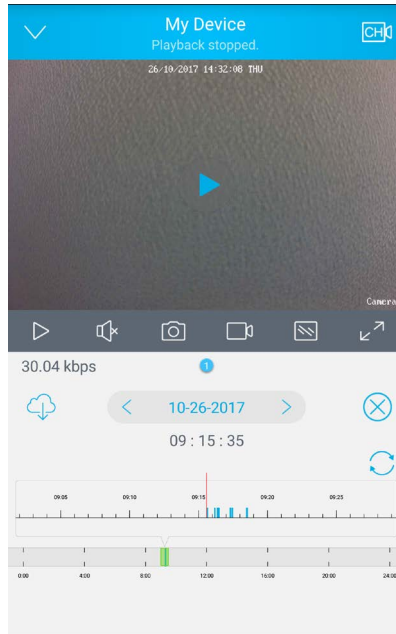 My Device
Playback stopped.
CH
26-10-2017 14:32:08 THU
Camera
30.04 kbps
1
10-26-2017
09 : 15 : 35
09:05 09:10 09:15 09:20 09:25
0:00 4:00 8:00 12:00 16:00 20:00 24:00